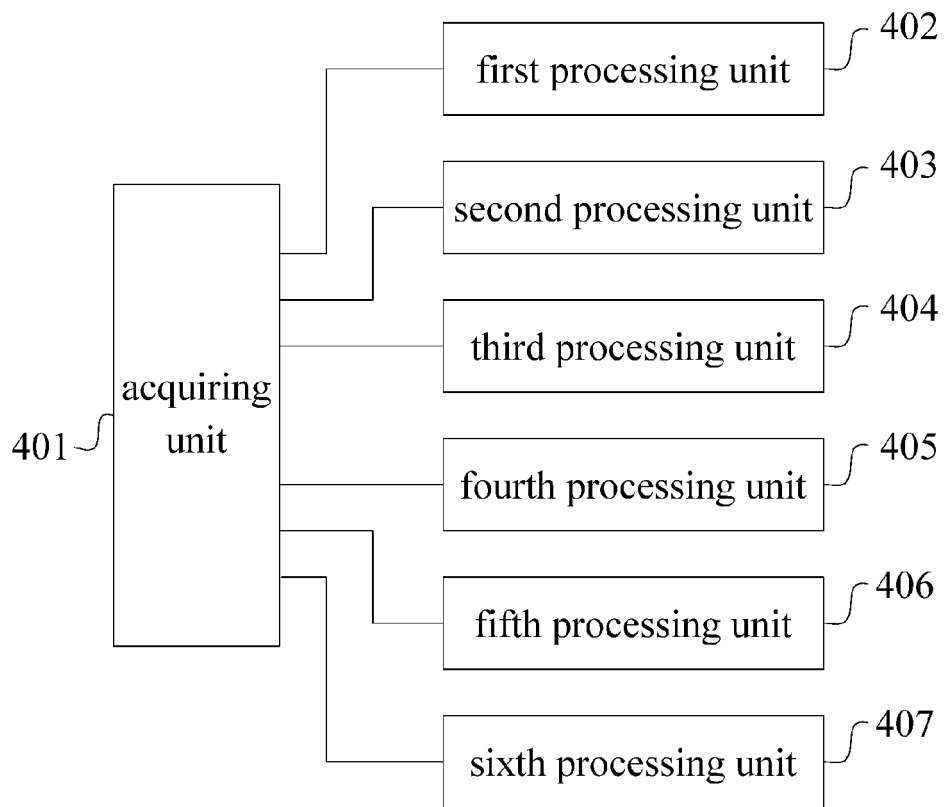 402
first processing unit
403
second processing unit
404
third processing unit
acquiring
unit
401
405
fourth processing unit
406
fifth processing unit
407
sixth processing unit